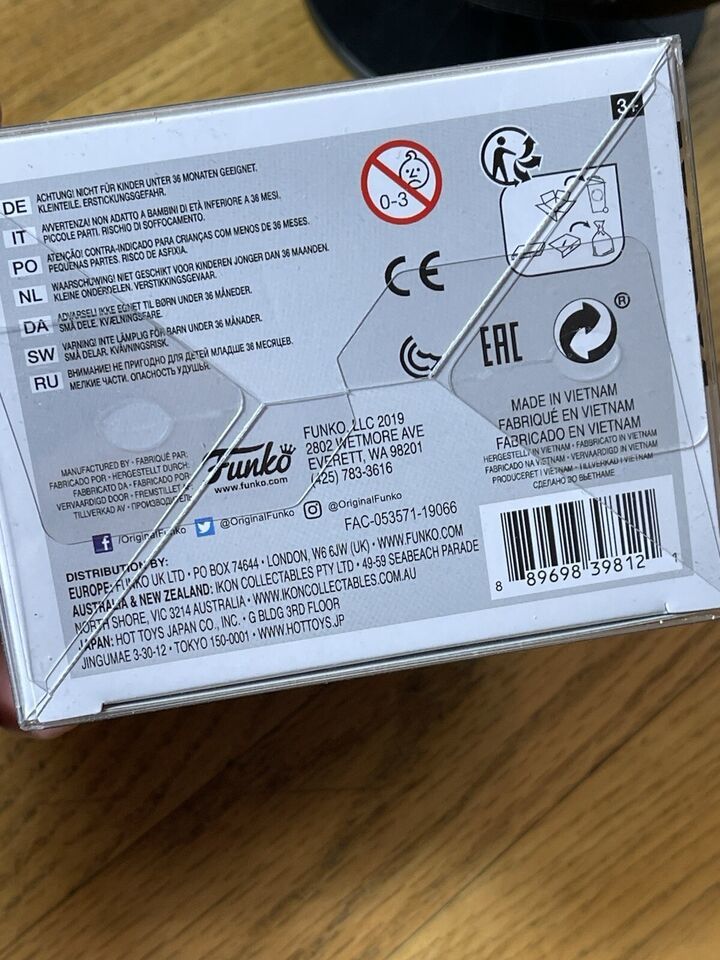 3+
DE ACHTUNG! NICHT FÜR KINDER UNTER 36 MONATEN GEEIGNET.
KLEINTEILE. ERSTICKUNGSGEFAHR.
IT AVVERTENZA! NON ADATTO A BAMBINI DI ETÀ INFERIORE A 36 MESI.
PICCOLE PARTI. RISCHIO DI SOFFOCAMENTO.
PO ATENÇÃO! CONTRA-INDICADO PARA CRIANÇAS COM MENOS DE 36 MESES.
PEQUENAS PARTES. RISCO DE ASFIXIA.
NL WAARSCHUWING! NIET GESCHIKT VOOR KINDEREN JONGER DAN 36 MAANDEN.
KLEINE ONDERDELEN. VERSTIKKINGSGEVAAR.
DA ADVARSEL! IKKE EGNET TIL BØRN UNDER 36 MÅNEDER.
SMÅ DELE. KVÆLNINGSFARE.
SW VARNING! INTE LÄMPLIG FÖR BARN UNDER 36 MÅNADER.
SMÅ DELAR. KVÄVNINGSRISK.
RU ВНИМАНИЕ! НЕ ПРИГОДНО ДЛЯ ДЕТЕЙ МЛАДШЕ 36 МЕСЯЦЕВ.
МЕЛКИЕ ЧАСТИ. ОПАСНОСТЬ УДУШЬЯ.
0-3
CE
EAC
®
MADE IN VIETNAM
FABRIQUÉ EN VIETNAM
FABRICADO EN VIETNAM
HERGESTELLT IN VIETNAM • FABBRICATO IN VIETNAM
FABRICADO NA VIETNAM • VERVAARDIGD IN VIETNAM
PRODUCERET I VIETNAM • TILLVERKAD I VIETNAM
СДЕЛАНО ВО ВЬЕТНАМЕ
MANUFACTURED BY • FABRIQUÉ PAR:
FABRICADO POR • HERGESTELLT DURCH:
FABBRICATO DA • FABRICADO POR:
VERVAARDIGD DOOR • FREMSTILLET AF:
TILLVERKAD AV • ПРОИЗВОДИТЕЛЬ
Funko
www.funko.com
FUNKO, LLC 2019
2802 WETMORE AVE
EVERETT, WA 98201
(425) 783-3616
/OriginalFunko @OriginalFunko @OriginalFunko
FAC-053571-19066
DISTRIBUTION BY:
EUROPE: FUNKO UK LTD • PO BOX 74644 • LONDON, W6 6JW (UK) • WWW.FUNKO.COM
AUSTRALIA & NEW ZEALAND: IKON COLLECTABLES PTY LTD • 49-59 SEABEACH PARADE
NORTH SHORE, VIC 3214 AUSTRALIA • WWW.IKONCOLLECTABLES.COM.AU
JAPAN: HOT TOYS JAPAN CO., INC. • G BLDG 3RD FLOOR
JINGUMAE 3-30-12 • TOKYO 150-0001 • WWW.HOTTOYS.JP
8 89698 39812 1